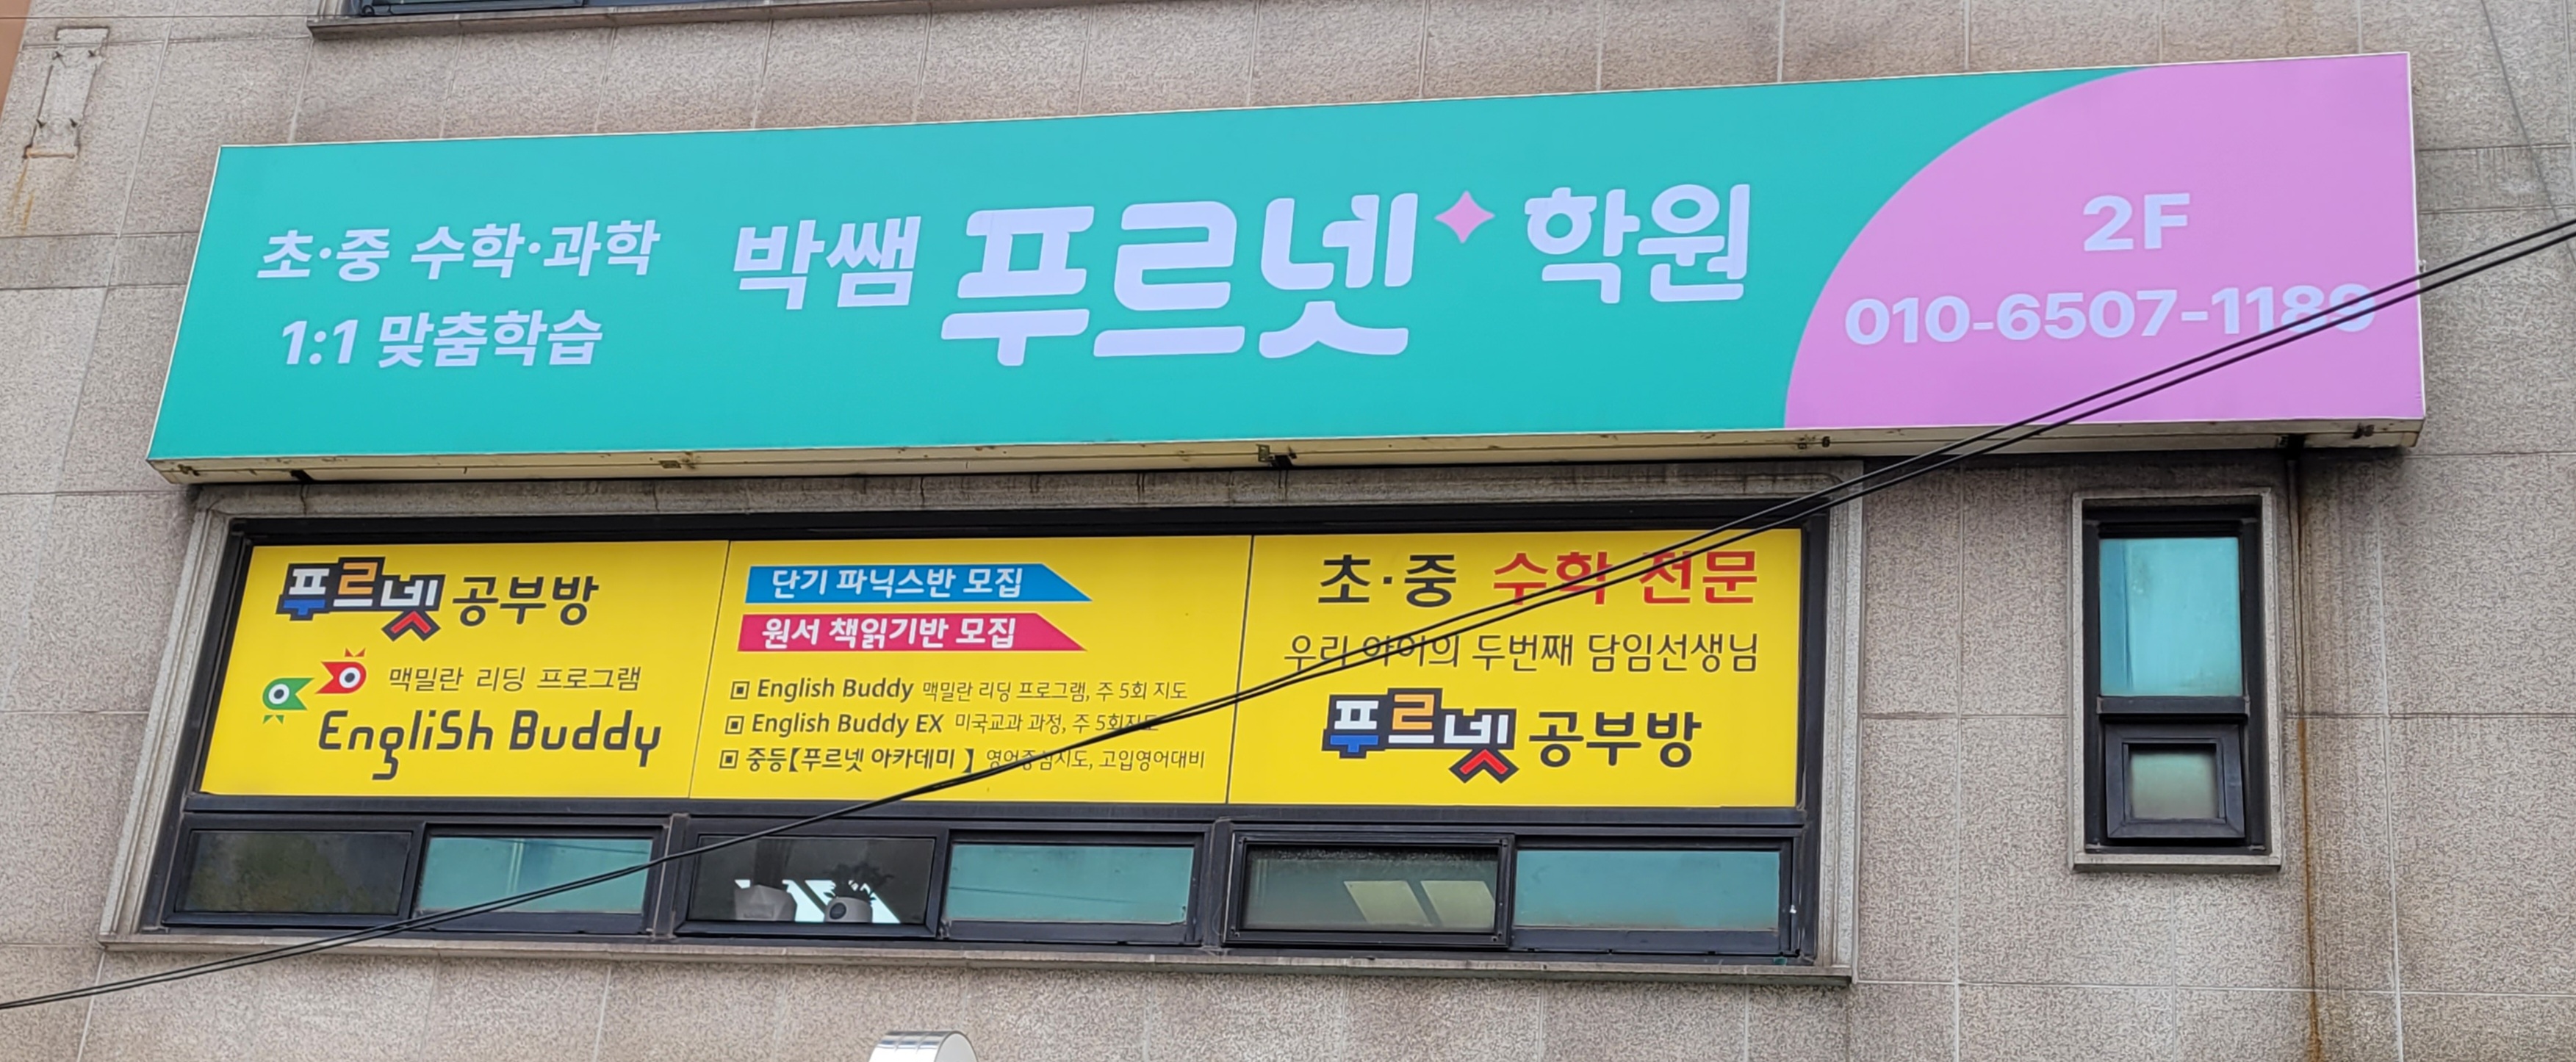 초·중 수학·과학
1:1 맞춤학습
박쌤 푸르넷 학원
2F
010-6507-1189
푸르넷 공부방
맥밀란 리딩 프로그램
EngliSh Buddy
단기 파닉스반 모집
원서 책읽기반 모집
English Buddy 맥밀란 리딩 프로그램, 주 5회 지도
English Buddy EX 미국교과 과정, 주 5회지도
중등【푸르넷 아카데미 】 영어중심지도, 고입영어대비
초·중 수학 전문
우리 아이의 두번째 담임선생님
푸르넷 공부방